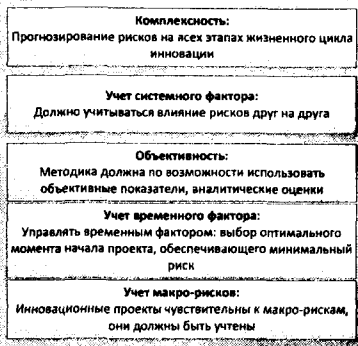 Комплексность:
Прогнозирование рисков на всех этапах жизненного цикла
инновации
Учет системного фактора:
Должно учитываться влияние рисков друг на друга
Объективность:
Методика должна по возможности использовать
объективные показатели, аналитические оценки
Учет временного фактора:
Управлять временным фактором: выбор оптимального
момента начала проекта, обеспечивающего минимальный
риск
Учет макро-рисков:
Инновационные проекты чувствительны к макро-рискам,
они должны быть учтены